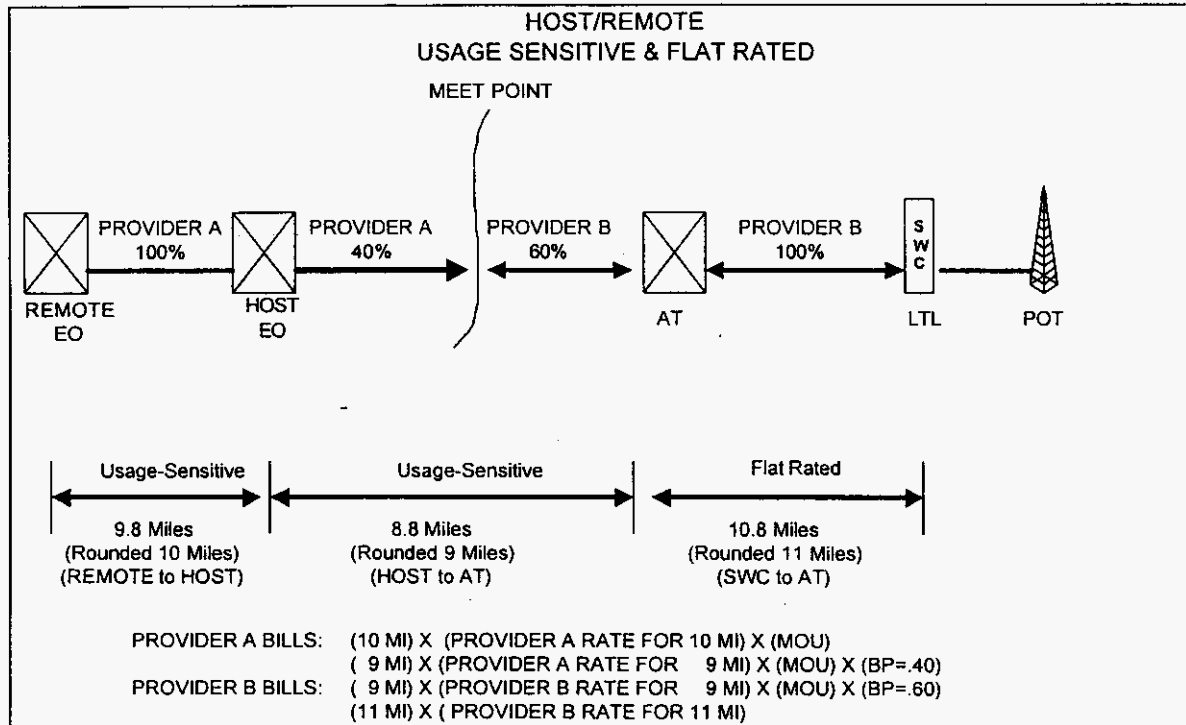 HOST/REMOTE
USAGE SENSITIVE & FLAT RATED
MEET POINT
PROVIDER A
100%
PROVIDER A
40%
PROVIDER B
60%
PROVIDER B
100%
S
W
C
REMOTE
EO
HOST
EO
AT
LTL
POT
Usage-Sensitive
Usage-Sensitive
Flat Rated
9.8 Miles
(Rounded 10 Miles)
(REMOTE to HOST)
8.8 Miles
(Rounded 9 Miles)
(HOST to AT)
10.8 Miles
(Rounded 11 Miles)
(SWC to AT)
PROVIDER A BILLS: (10 MI) X (PROVIDER A RATE FOR 10 MI) X (MOU)
( 9 MI) X (PROVIDER A RATE FOR 9 MI) X (MOU) X (BP=.40)
PROVIDER B BILLS: ( 9 MI) X (PROVIDER B RATE FOR 9 MI) X (MOU) X (BP=.60)
(11 MI) X ( PROVIDER B RATE FOR 11 MI)